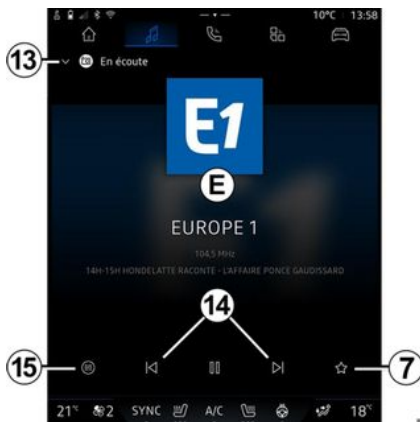 10°C 13:58
13
En écoute
E1
E
EUROPE 1
104,5 MHz
14H-15H HONDELATTE RACONTE - L'AFFAIRE PONCE GAUDISSARD
14
15
7
21°C 2 SYNC A/C 18°C